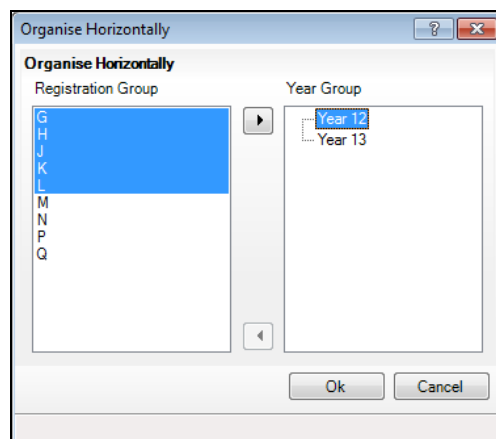 Organise Horizontally
Organise Horizontally
Registration Group
Year Group
G
H
J
K
L
M
N
P
Q
Year 12
Year 13
Ok
Cancel